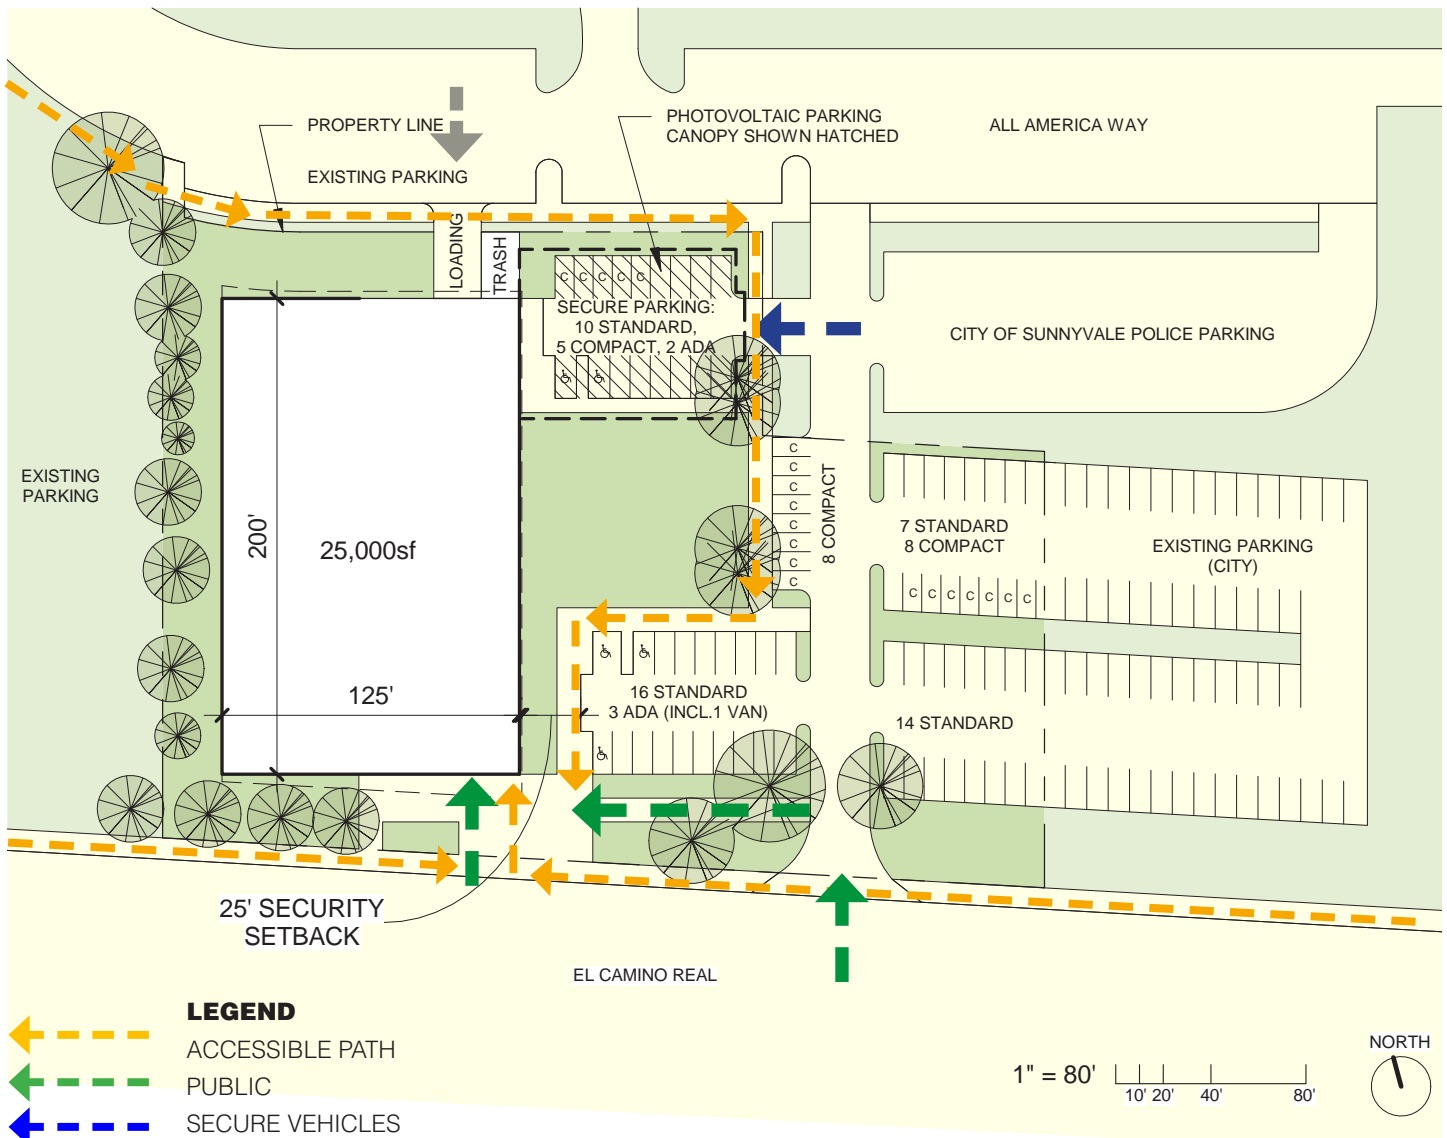 PROPERTY LINE
PHOTOVOLTAIC PARKING
CANOPY SHOWN HATCHED
ALL AMERICA WAY
EXISTING PARKING
LOADING
TRASH
C C C C C
SECURE PARKING:
10 STANDARD,
5 COMPACT, 2 ADA
CITY OF SUNNYVALE POLICE PARKING
EXISTING
PARKING
200'
25,000sf
C
C
C
C
C
C
C
C
8 COMPACT
7 STANDARD
8 COMPACT
C C C C C C C
EXISTING PARKING
(CITY)
125'
16 STANDARD
3 ADA (INCL.1 VAN)
14 STANDARD
25' SECURITY
SETBACK
EL CAMINO REAL
LEGEND
ACCESSIBLE PATH
PUBLIC
SECURE VEHICLES
1" = 80'
10' 20' 40' 80'
NORTH